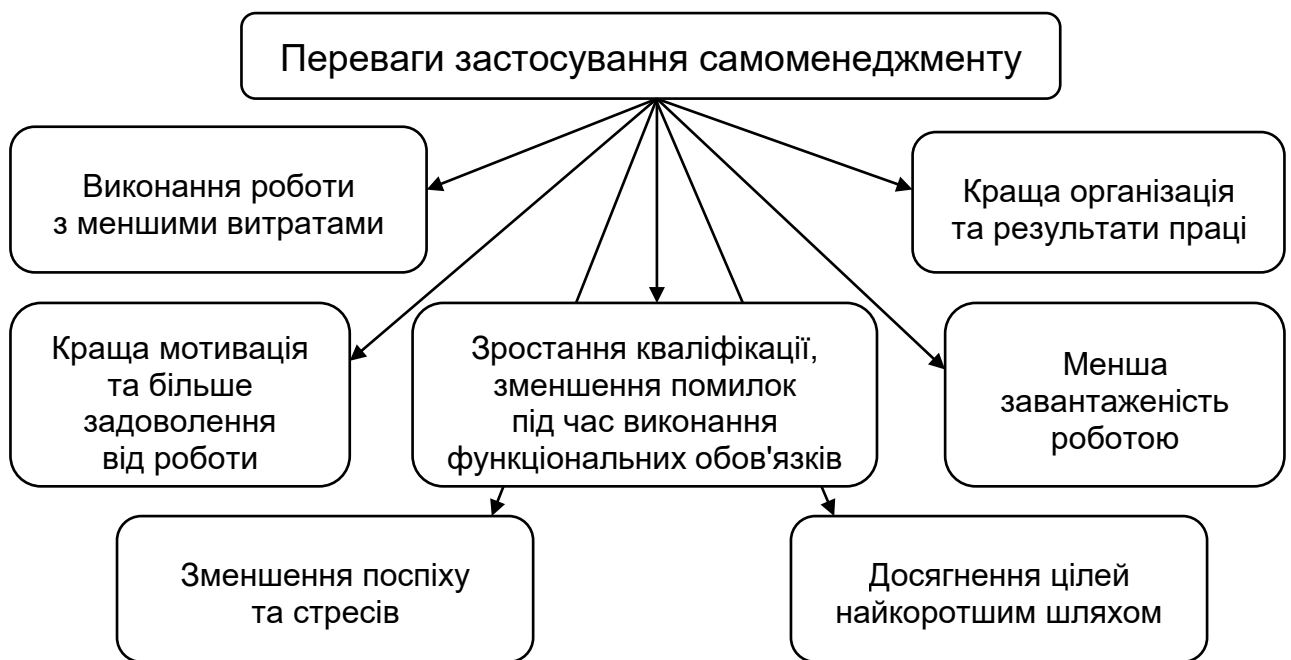 Переваги застосування самоменеджменту
Виконання роботи
з меншими витратами
Краща організація
та результати праці
Краща мотивація
та більше
задоволення
від роботи
Зростання кваліфікації,
зменшення помилок
під час виконання
функціональних обов'язків
Менша
завантаженість
роботою
Зменшення поспіху
та стресів
Досягнення цілей
найкоротшим шляхом